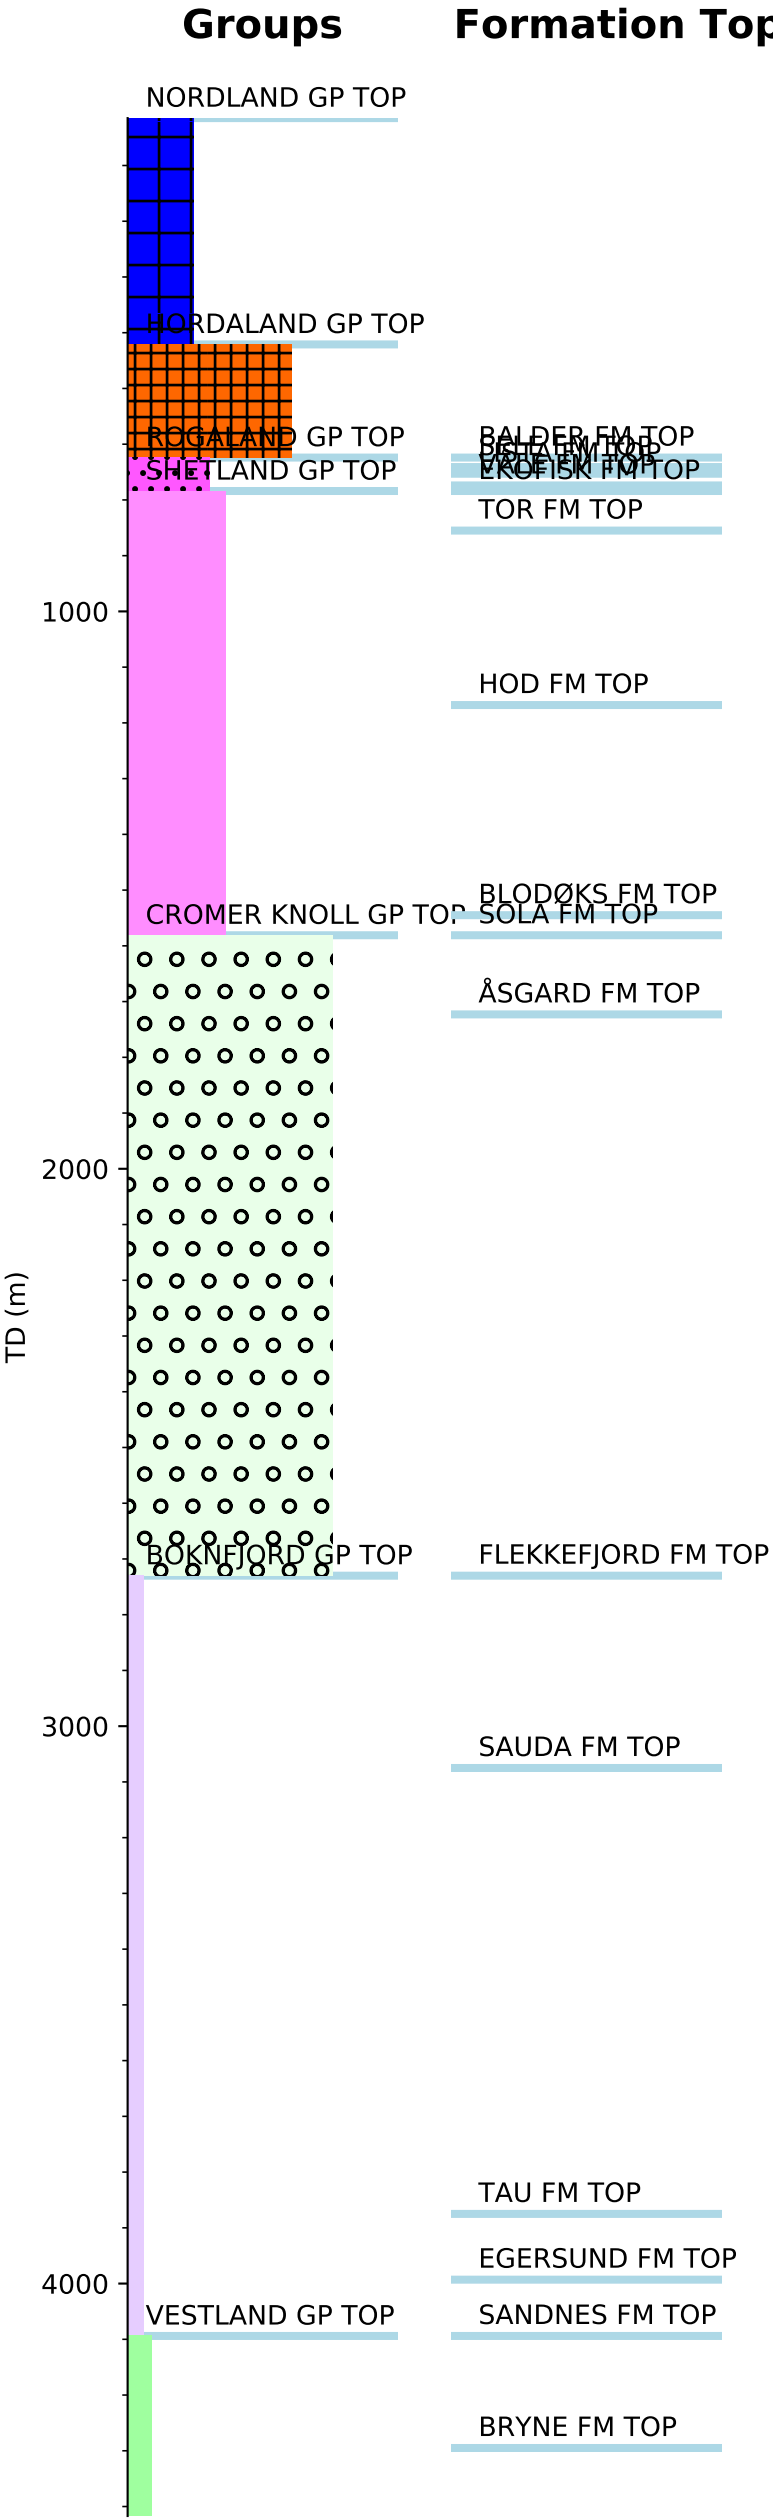 Groups
Formation Top
NORDLAND GP TOP
HORDALAND GP TOP
ROGALAND GP TOP
BALDER FM TOP
SHETLAND GP TOP
EKOFISK FM TOP
TOR FM TOP
1000
HOD FM TOP
BLODØKS FM TOP
CROMER KNOLL GP TOP
SOLA FM TOP
ÅSGARD FM TOP
2000
TD (m)
BOKNFJORD GP TOP
FLEKKEFJORD FM TOP
3000
SAUDA FM TOP
TAU FM TOP
EGERSUND FM TOP
4000
VESTLAND GP TOP
SANDNES FM TOP
BRYNE FM TOP